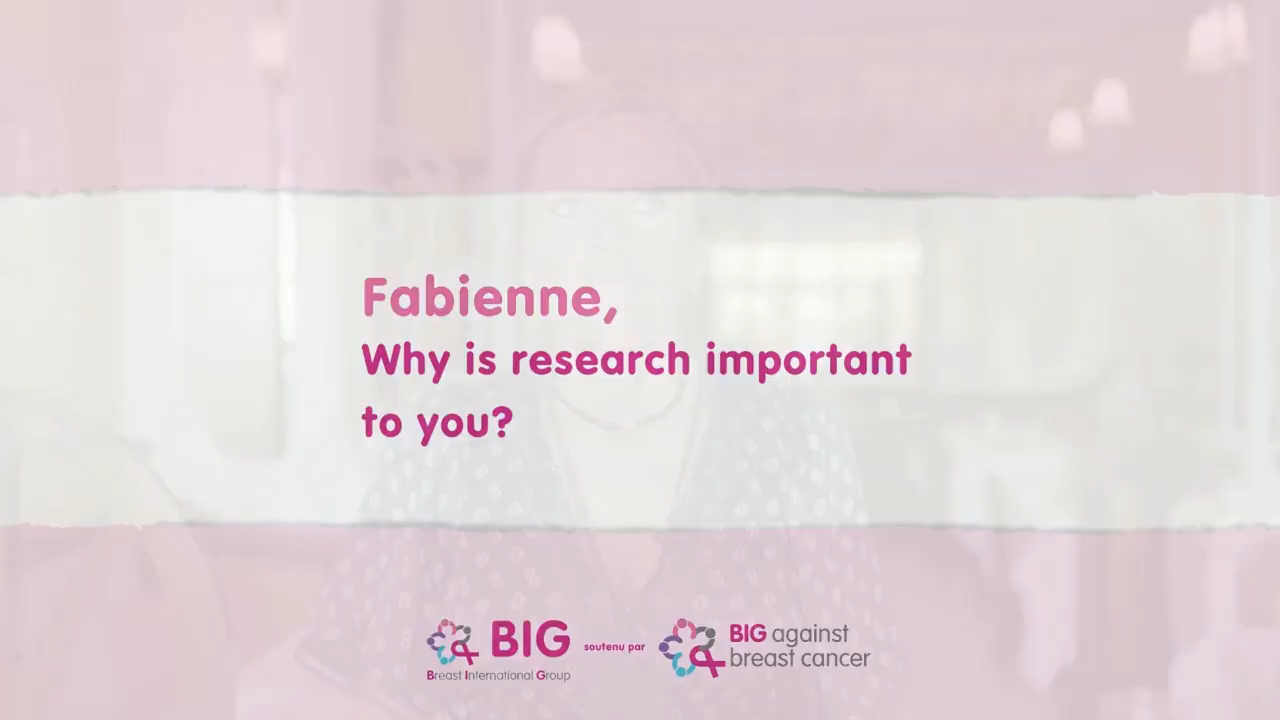 Fabienne,
Why is research important
to you?
BIG
Breast International Group
soutenu par
BIG against
breast cancer